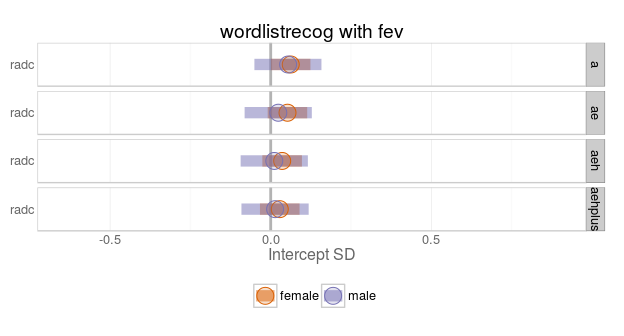 wordlistrecog with fev
radc
a
radc
ae
radc
aeh
radc
aehplus
-0.5 0.0 0.5
Intercept SD
female male